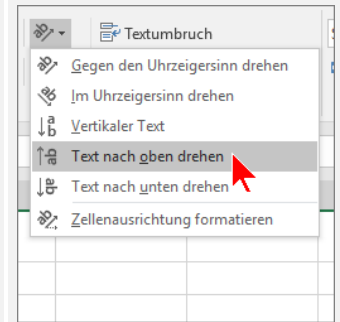 Textumbruch
Gegen den Uhrzeigersinn drehen
Im Uhrzeigersinn drehen
Vertikaler Text
Text nach oben drehen
Text nach unten drehen
Zellenausrichtung formatieren